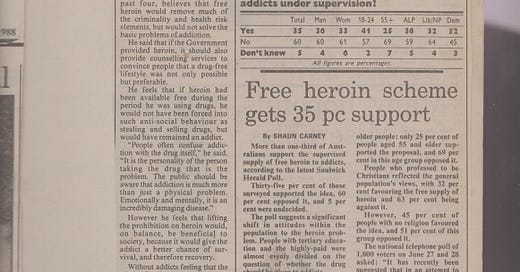 past four, believes that free
heroin would remove much of
the criminality and health risk
elements, but would not solve the
basic problems of addiction.
He said that if the Government
provided heroin, it should also
provide counselling services to
convince people that a drug-free
lifestyle was not only possible
but preferable.
He feels that if heroin had
been available free during the
period he was using drugs, he
would not have been forced into
such anti-social behaviour as
stealing and selling drugs, but
would have remained an addict.
"People often confuse addic-
tion with the drug itself," he said.
"It is the personality of the person
taking the drug that is the
problem. The public should be
aware that addiction is much more
than just a physical problem.
Emotionally and mentally, it is an
incredibly damaging disease."
However he feels that lifting
the prohibition on heroin would,
on balance, be beneficial to
society, because it would give the
addict a better chance of sur-
vival, and therefore recovery.
Without addicts feeling that the
1988
addicts under supervision?
Total Men Wom 18-24 55+ ALP Lib/NP Dem
Yes 35 36 33 41 25 36 32 52
No 60 60 61 57 69 59 64 45
Don't know 5 4 6 2 7 5 4 3
All figures are percentages.
Free heroin scheme
gets 35 pc support
By SHAUN CARNEY
More than one-third of Aus-
tralians support the supervised
supply of free heroin to addicts,
according to the latest Saulwick
Herald Poll.
Thirty-five per cent of those
surveyed supported the idea, 60
per cent opposed it, and 5 per
cent were undecided.
The poll suggests a significant
shift in attitudes within the
population to the heroin prob-
lem. People with tertiary educa-
tion and the highly-paid were
almost evenly divided on the
question of whether the drug
older people: only 25 per cent of
people aged 55 and older sup-
ported the proposal, and 69 per
cent in this age group opposed it.
People who professed to be
Christians reflected the general
population's views, with 32 per
cent favouring the free supply of
heroin and 63 per cent being
against it.
However, 45 per cent of
people with no religion favoured
the idea, and 51 per cent of this
group opposed it.
The national telephone poll of
1,000 voters on June 27 and 28
asked: "It has recently been
suggested that in an attempt to